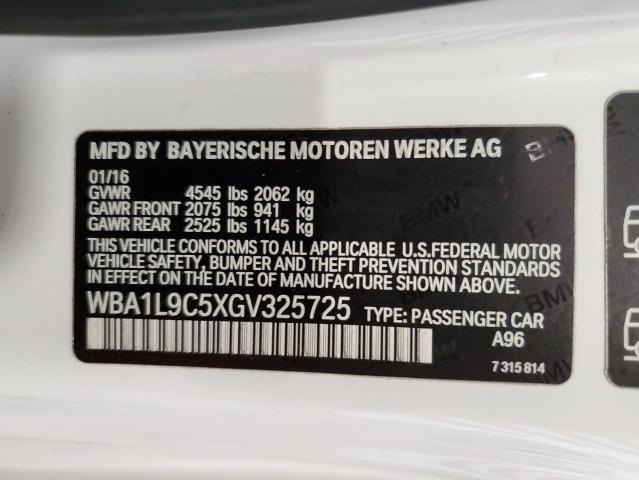 MFD BY BAYERISCHE MOTOREN WERKE AG
01/16
GVWR 4545 lbs 2062 kg
GAWR FRONT 2075 lbs 941 kg
GAWR REAR 2525 lbs 1145 kg
THIS VEHICLE CONFORMS TO ALL APPLICABLE U.S.FEDERAL MOTOR
VEHICLE SAFETY, BUMPER AND THEFT PREVENTION STANDARDS
IN EFFECT ON THE DATE OF MANUFACTURE SHOWN ABOVE.
WBA1L9C5XGV325725 TYPE: PASSENGER CAR
A96
7 315 814